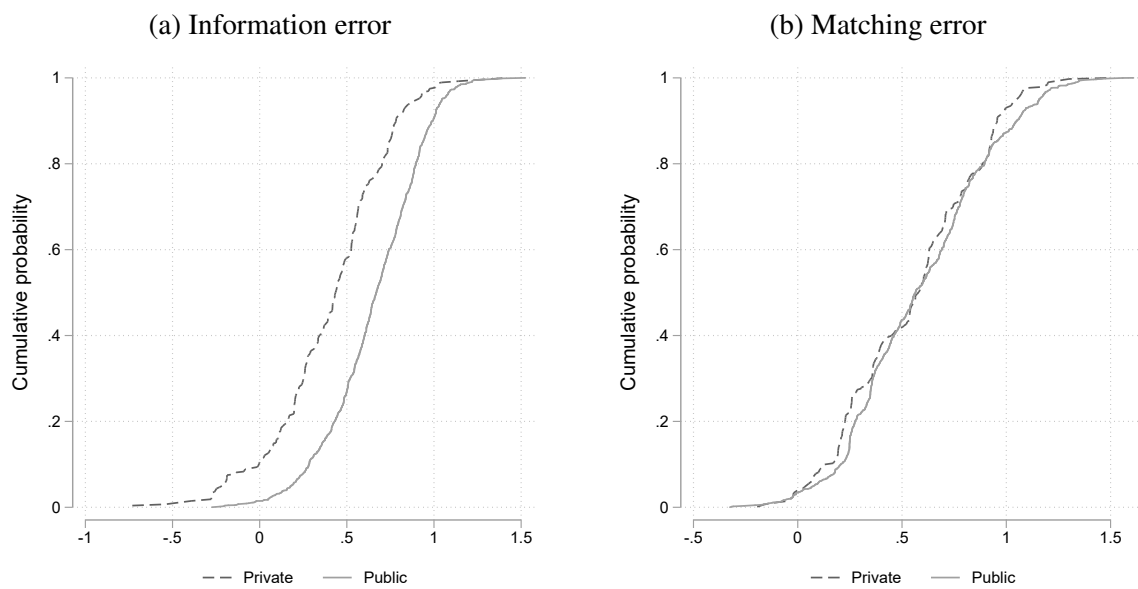 (a) Information error
Cumulative probability
1
.8
.6
.4
.2
0
-1
-.5
0
.5
1
1.5
Private
Public
(b) Matching error
Cumulative probability
1
.8
.6
.4
.2
0
-.5
0
.5
1
1.5
Private
Public